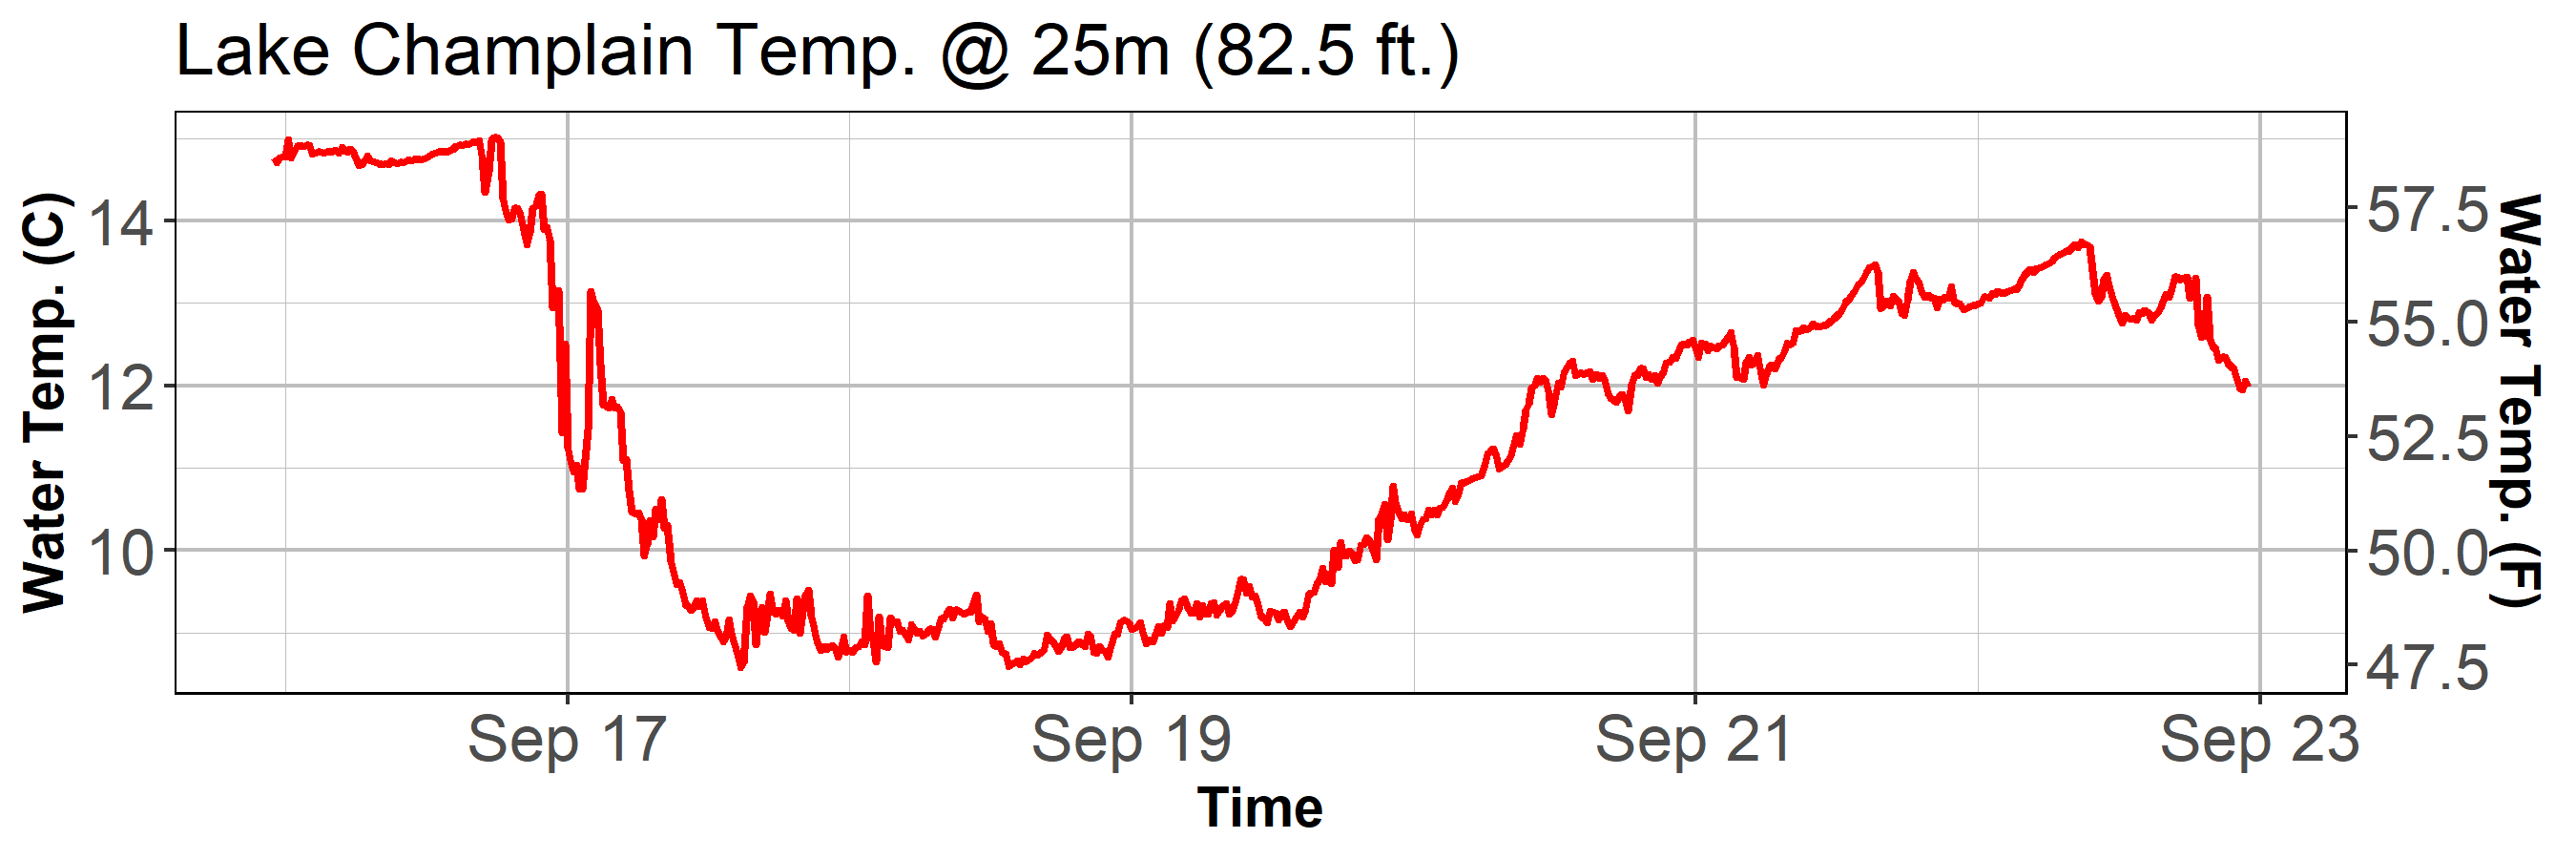 Lake Champlain Temp. @ 25m (82.5 ft.)
Water Temp. (C)
14
12
10
57.5
55.0
52.5
50.0
47.5
Water Temp. (F)
Sep 17 Sep 19 Sep 21 Sep 23
Time